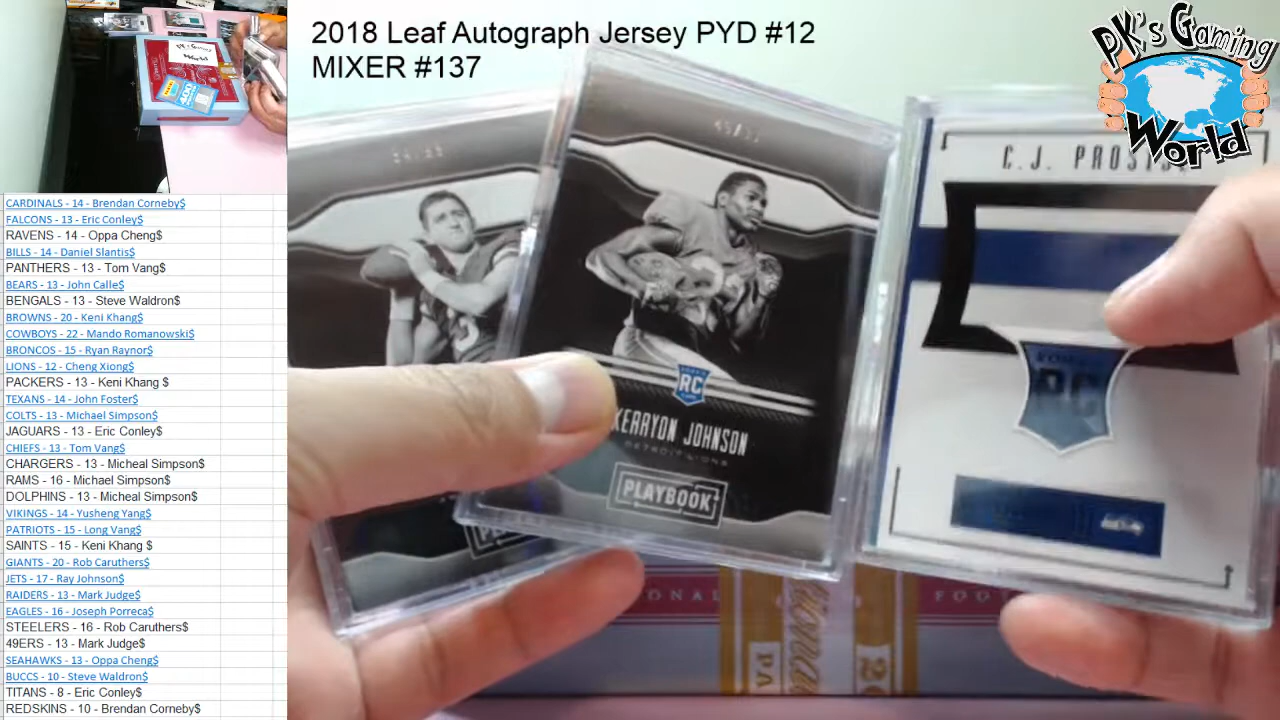 2018 Leaf Autograph Jersey PYD #12
MIXER #137
PK's Gaming
World
CARDINALS - 14 - Brendan Corneby$
FALCONS - 13 - Eric Conley$
RAVENS - 14 - Oppa Cheng$
BILLS - 14 - Daniel Slantis$
PANTHERS - 13 - Tom Vang$
BEARS - 13 - John Calle$
BENGALS - 13 - Steve Waldron$
BROWNS - 20 - Keni Khang$
COWBOYS - 22 - Mando Romanowski$
BRONCOS - 15 - Ryan Raynor$
LIONS - 12 - Cheng Xiong$
PACKERS - 13 - Keni Khang $
TEXANS - 14 - John Foster$
COLTS - 13 - Michael Simpson$
JAGUARS - 13 - Eric Conley$
CHIEFS - 13 - Tom Vang$
CHARGERS - 13 - Micheal Simpson$
RAMS - 16 - Michael Simpson$
DOLPHINS - 13 - Micheal Simpson$
VIKINGS - 14 - Yusheng Yang$
PATRIOTS - 15 - Long Vang$
SAINTS - 15 - Keni Khang $
GIANTS - 20 - Rob Caruthers$
JETS - 17 - Ray Johnson$
RAIDERS - 13 - Mark Judge$
EAGLES - 16 - Joseph Porreca$
STEELERS - 16 - Rob Caruthers$
49ERS - 13 - Mark Judge$
SEAHAWKS - 13 - Oppa Cheng$
BUCCS - 10 - Steve Waldron$
TITANS - 8 - Eric Conley$
REDSKINS - 10 - Brendan Corneby$
RC
KERRYON JOHNSON
DETROIT LIONS
PLAYBOOK
C.J.
RC